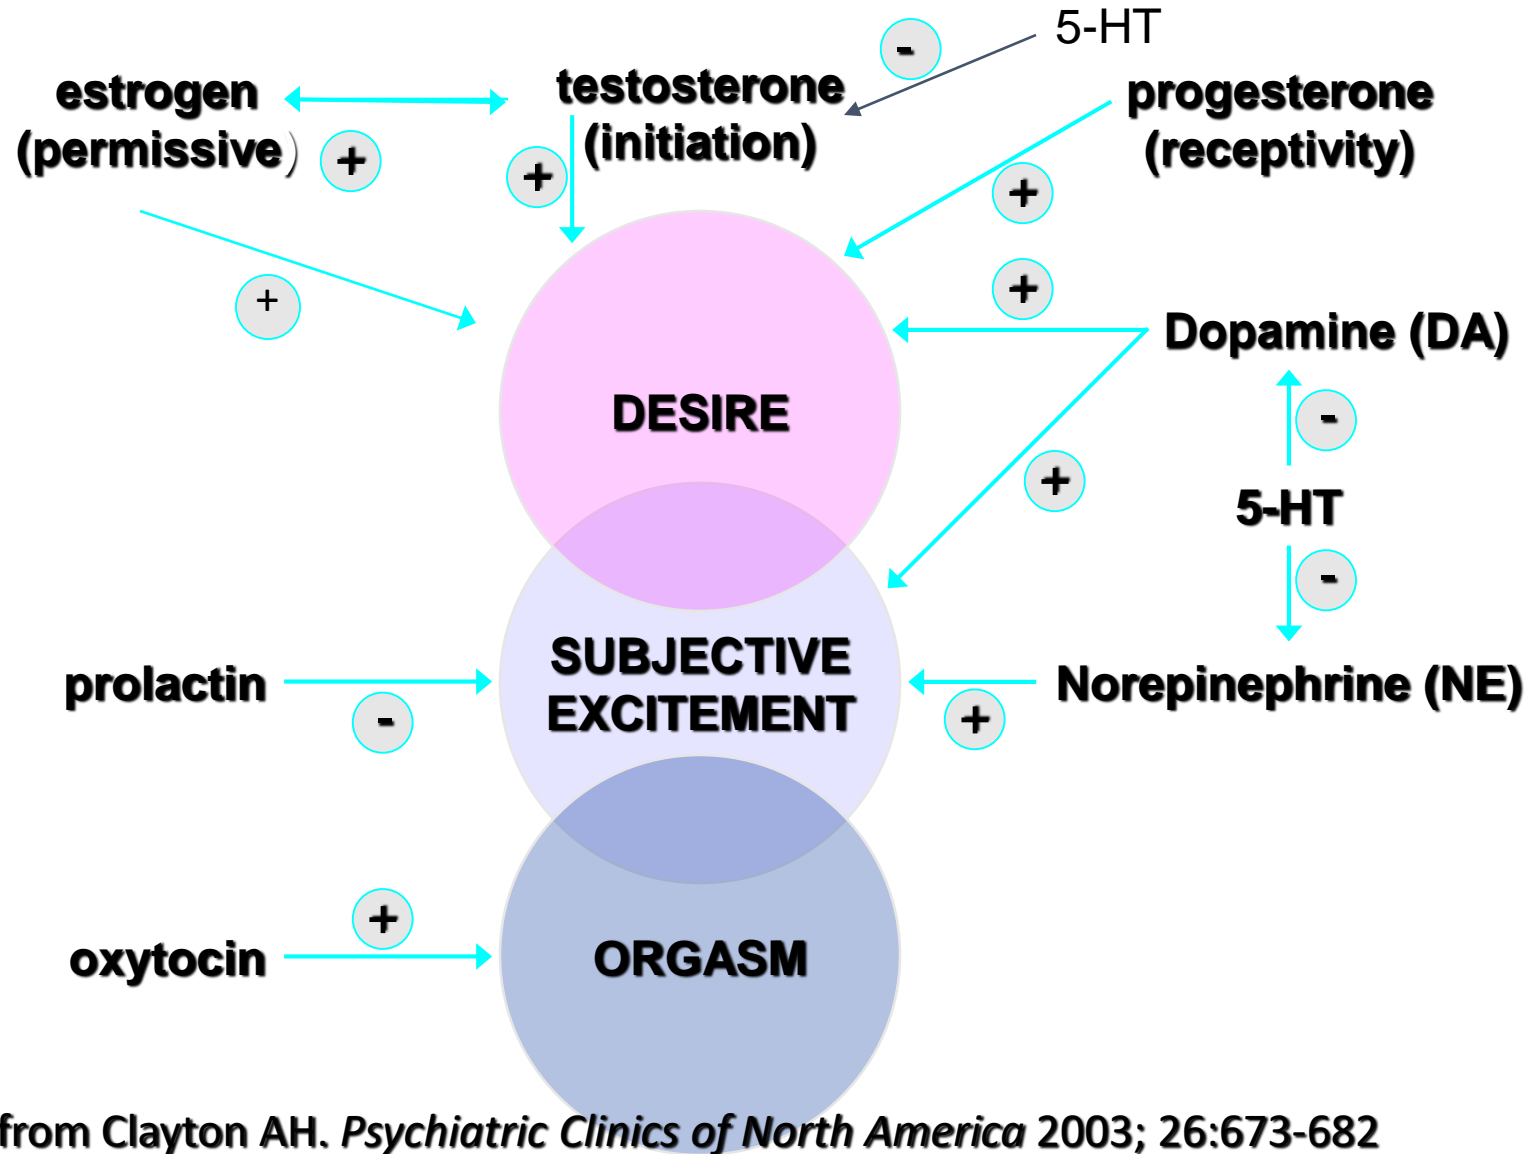 5-HT
-
estrogen
(permissive)
testosterone
(initiation)
progesterone
(receptivity)
+
+
+
+
+
Dopamine (DA)
DESIRE
-
+
5-HT
-
SUBJECTIVE
EXCITEMENT
prolactin
-
Norepinephrine (NE)
+
+
oxytocin
ORGASM
from Clayton AH. Psychiatric Clinics of North America 2003; 26:673-682